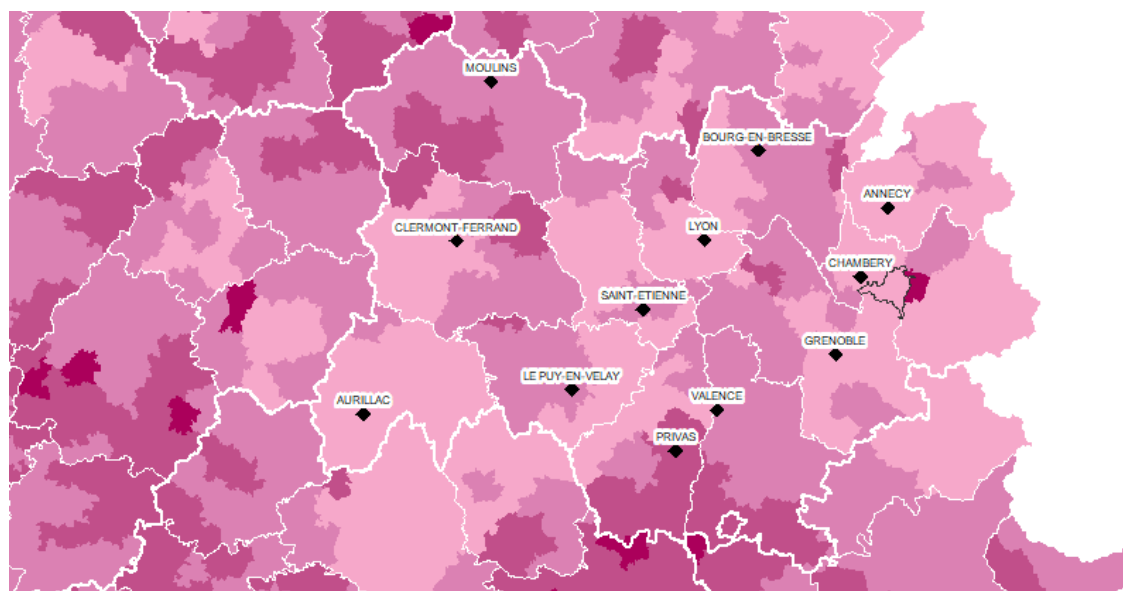 MOULINS
BOURG-EN-BRESSE
ANNECY
CLERMONT-FERRAND
LYON
CHAMBERY
SAINT-ETIENNE
GRENOBLE
LE PUY-EN-VELAY
AURILLAC
VALENCE
PRIVAS